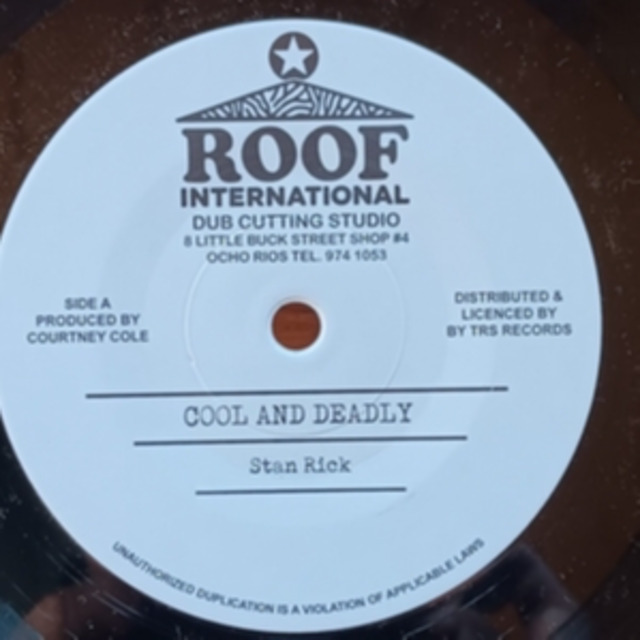 ROOF
INTERNATIONAL
DUB CUTTING STUDIO
8 LITTLE BUCK STREET SHOP #4
OCHO RIOS TEL. 974 1053
SIDE A
PRODUCED BY
COURTNEY COLE
DISTRIBUTED &
LICENCED BY
BY TRS RECORDS
COOL AND DEADLY
Stan Rick
UNAUTHORIZED DUPLICATION IS A VIOLATION OF APPLICABLE LAWS